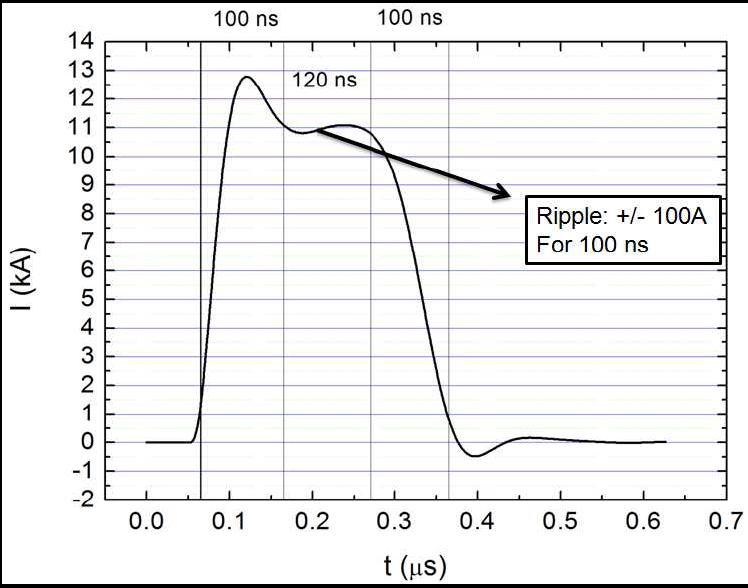 100 ns
100 ns
120 ns
14
13
12
11
10
9
8
7
6
5
4
3
2
1
0
-1
-2
I (kA)
Ripple: +/- 100A
For 100 ns
0.0 0.1 0.2 0.3 0.4 0.5 0.6 0.7
t (μs)